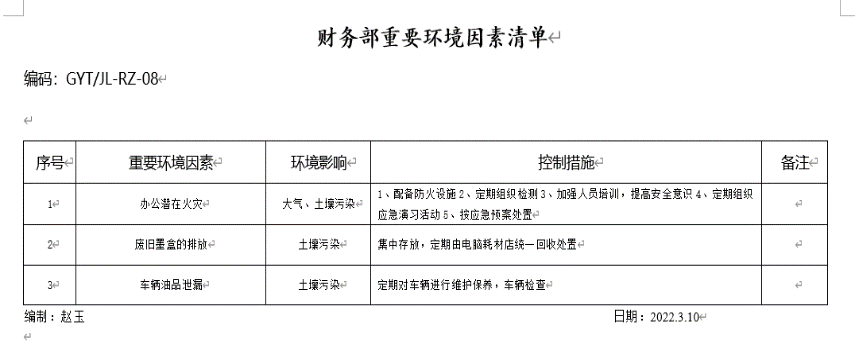 财务部重要环境因素清单
编码：GYT/JL-RZ-08
序号 重要环境因素 环境影响 控制措施 备注
1 办公潜在火灾 大气、土壤污染 1、配备防火设施 2、定期组织检测 3、加强人员培训，提高安全意识 4、定期组织
应急演习活动 5、按应急预案处置
2 废旧墨盒的排放 土壤污染 集中存放，定期由电脑耗材店统一回收处置
3 车辆油品泄漏 土壤污染 定期对车辆进行维护保养，车辆检查
编制：赵玉 日期：2022.3.10